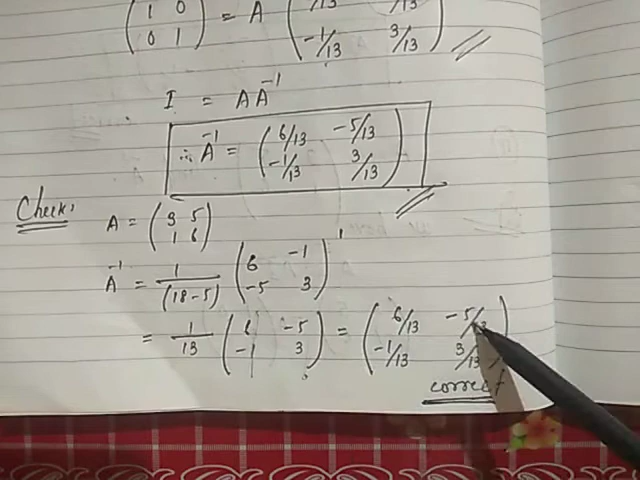 (1 0
0 1) = A ( /13 /13
-1/13 3/13)
I = AA^-1
∴ A^-1 = (6/13 -5/13
-1/13 3/13)
Check:
A = (3 5
1 6)
A^-1 = 1/(18-5) (6 -1
-5 3)'
= 1/13 (6 -5
-1 3) = (6/13 -5/13
-1/13 3/13)
correct